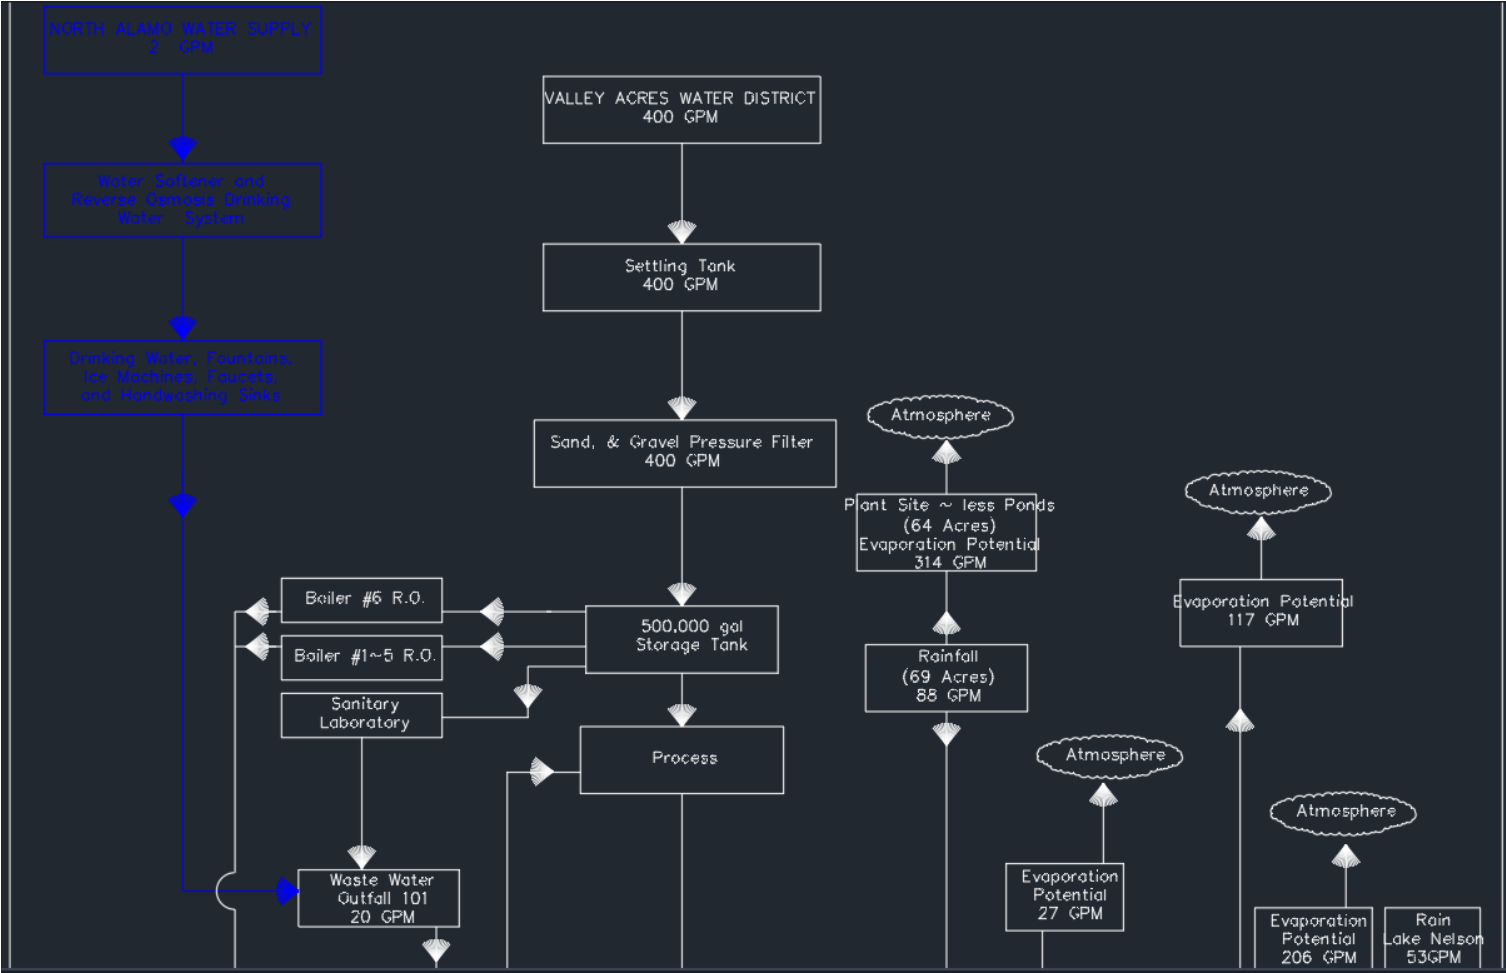 NORTH ALAMO WATER SUPPLY
2 GPM
VALLEY ACRES WATER DISTRICT
400 GPM
Water Softener and
Reverse Osmosis Drinking
Water System
Settling Tank
400 GPM
Drinking Water, Fountains,
Ice Machines, Faucets,
and Handwashing Sinks
Sand, & Gravel Pressure Filter
400 GPM
Atmosphere
Plant Site ~ less Ponds
(64 Acres)
Evaporation Potential
314 GPM
Atmosphere
Evaporation Potential
117 GPM
Boiler #6 R.O.
Boiler #1~5 R.O.
500,000 gal
Storage Tank
Rainfall
(69 Acres)
88 GPM
Sanitary
Laboratory
Process
Atmosphere
Atmosphere
Waste Water
Outfall 101
20 GPM
Evaporation
Potential
27 GPM
Evaporation
Potential
206 GPM
Rain
Lake Nelson
53GPM